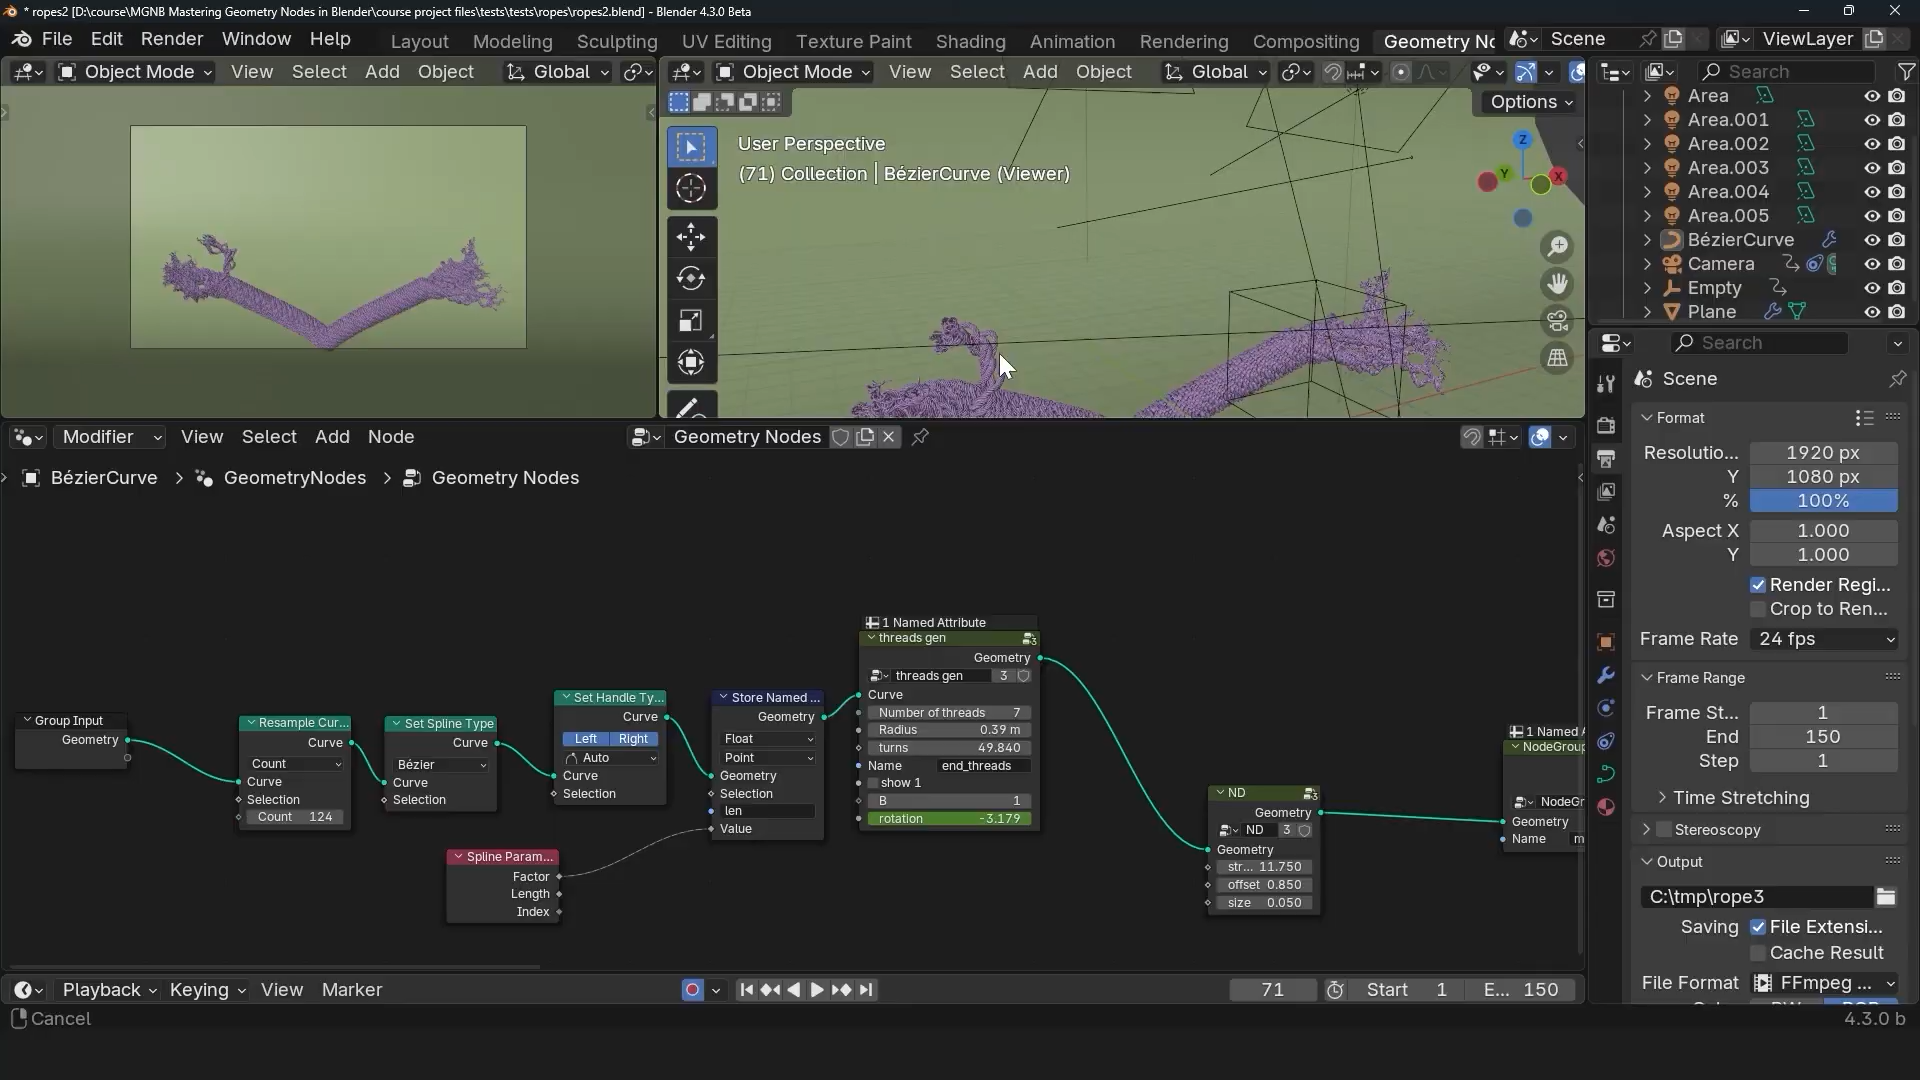 * ropes2 [D:\course\MGNB Mastering Geometry Nodes in Blender\course project files\tests\tests\ropes\ropes2.blend] - Blender 4.3.0 Beta
File Edit Render Window Help Layout Modeling Sculpting UV Editing Texture Paint Shading Animation Rendering Compositing Geometry No Scene ViewLayer
Object Mode View Select Add Object Global
Object Mode View Select Add Object Global
Options
User Perspective
(71) Collection | BézierCurve (Viewer)
Z
Y
X
Search
Area
Area.001
Area.002
Area.003
Area.004
Area.005
BézierCurve
Camera
Empty
Plane
Search
Scene
Format
Resolutio... 1920 px
Y 1080 px
% 100%
Aspect X 1.000
Y 1.000
Render Regi...
Crop to Ren...
Frame Rate 24 fps
Frame Range
Frame St... 1
End 150
Step 1
Time Stretching
Stereoscopy
Output
C:\tmp\rope3
Saving File Extensi...
Cache Result
File Format FFmpeg ...
Modifier View Select Add Node Geometry Nodes
BézierCurve > GeometryNodes > Geometry Nodes
Group Input
Geometry
Resample Cur...
Curve
Count
Curve
Selection
Count 124
Set Spline Type
Curve
Bézier
Curve
Selection
Spline Param...
Factor
Length
Index
Set Handle Ty...
Curve
Left Right
Auto
Curve
Selection
Store Named ...
Geometry
Float
Point
Geometry
Selection
len
Value
1 Named Attribute
threads gen
Geometry
threads gen 3
Curve
Number of threads 7
Radius 0.39 m
turns 49.840
Name end_threads
show 1
B 1
rotation -3.179
ND
Geometry
ND 3
Geometry
str... 11.750
offset 0.850
size 0.050
1 Named A
NodeGroup
NodeGr
Geometry
Name m
Playback Keying View Marker 71 Start 1 E... 150
Cancel
4.3.0 b